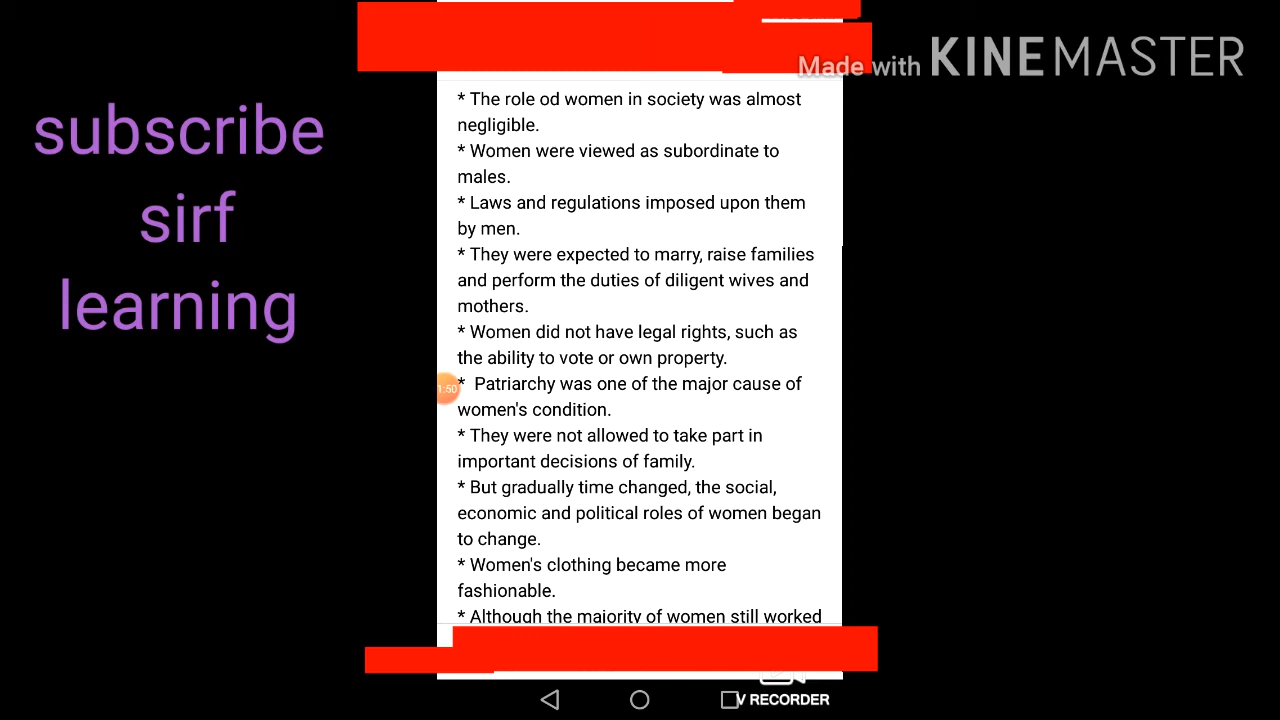 subscribe
sirf
learning
Made with KINEMASTER
* The role od women in society was almost
negligible.
* Women were viewed as subordinate to
males.
* Laws and regulations imposed upon them
by men.
* They were expected to marry, raise families
and perform the duties of diligent wives and
mothers.
* Women did not have legal rights, such as
the ability to vote or own property.
1:50
* Patriarchy was one of the major cause of
women's condition.
* They were not allowed to take part in
important decisions of family.
* But gradually time changed, the social,
economic and political roles of women began
to change.
* Women's clothing became more
fashionable.
* Although the majority of women still worked
V RECORDER